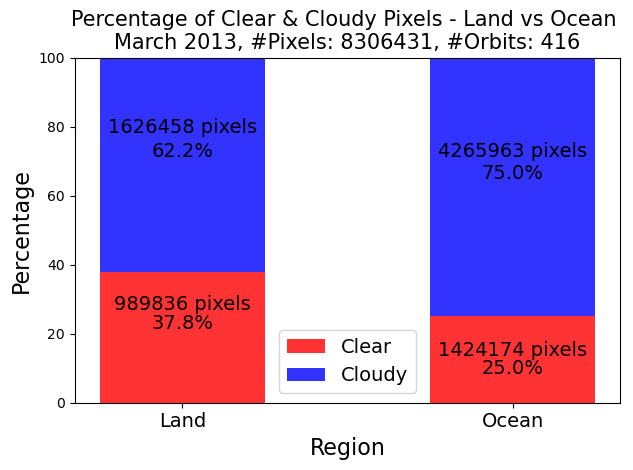 Percentage of Clear & Cloudy Pixels - Land vs Ocean
March 2013, #Pixels: 8306431, #Orbits: 416
Percentage
100
80
60
40
20
0
1626458 pixels
62.2%
989836 pixels
37.8%
4265963 pixels
75.0%
1424174 pixels
25.0%
Clear
Cloudy
Land
Ocean
Region